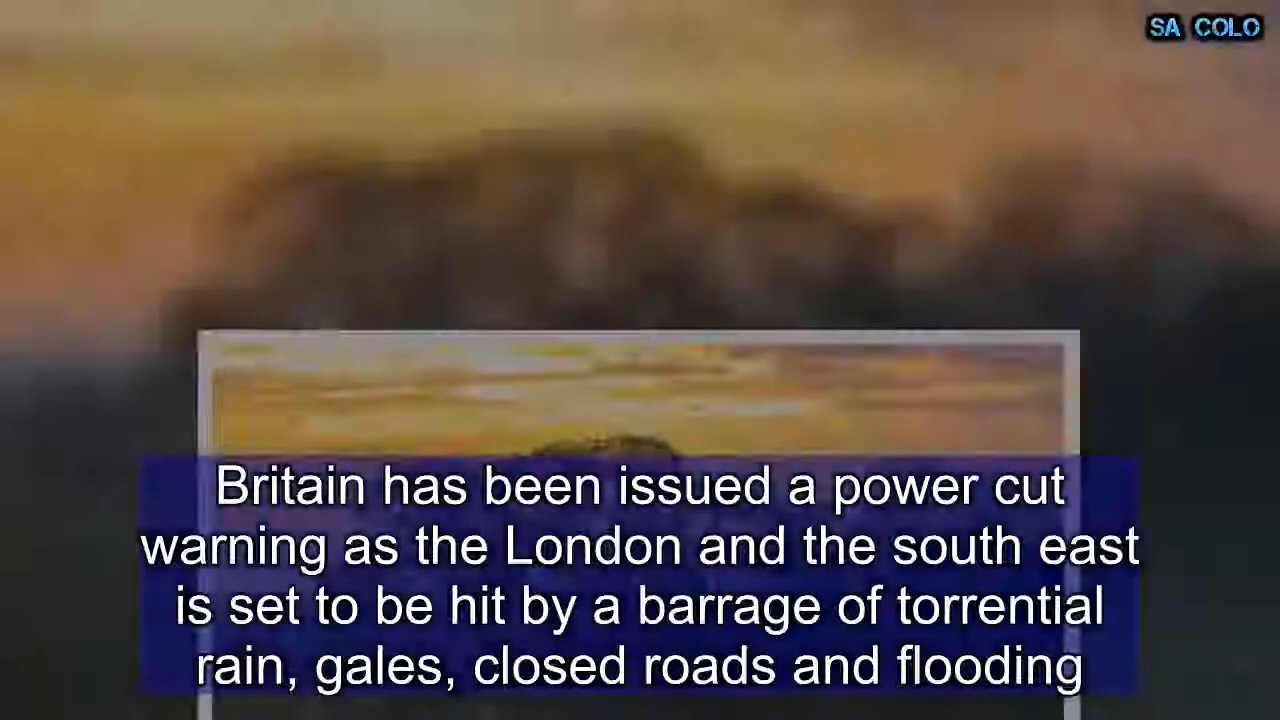 SA COLO
Britain has been issued a power cut
warning as the London and the south east
is set to be hit by a barrage of torrential
rain, gales, closed roads and flooding